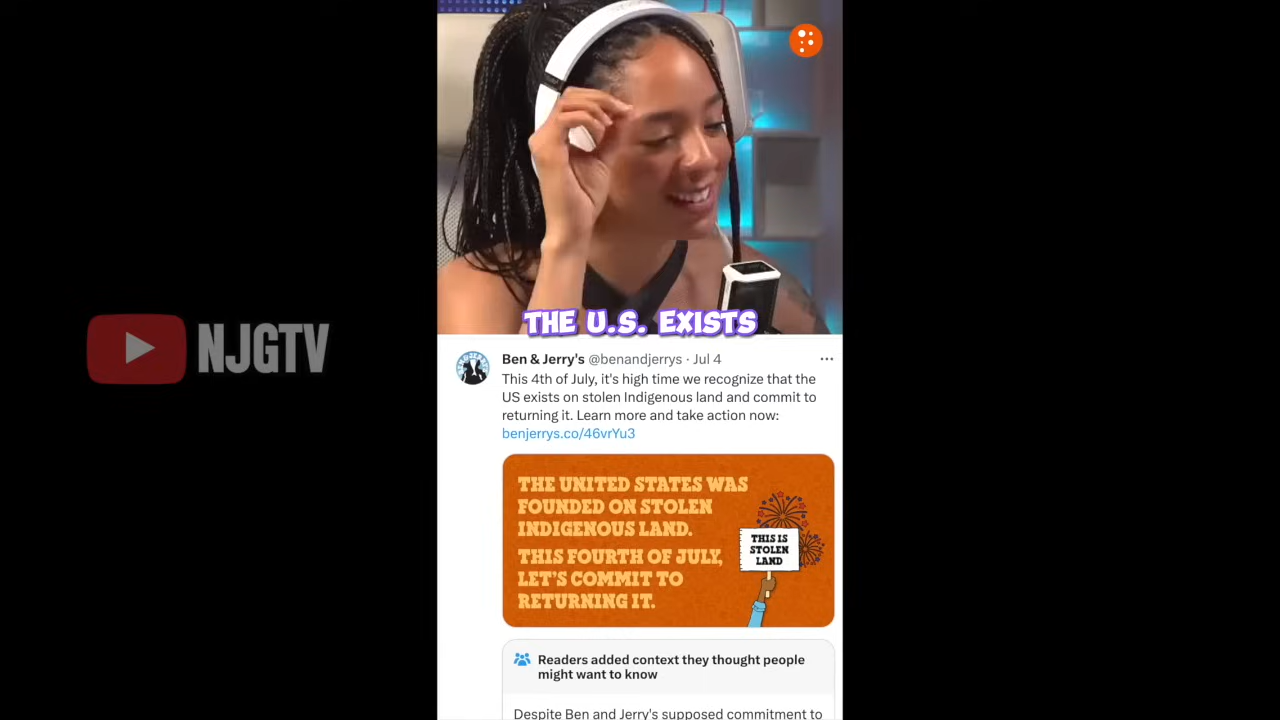 THE U.S. EXISTS
NJGTV
Ben & Jerry's @benandjerrys · Jul 4
This 4th of July, it's high time we recognize that the
US exists on stolen Indigenous land and commit to
returning it. Learn more and take action now:
benjerrys.co/46vrYu3
THE UNITED STATES WAS
FOUNDED ON STOLEN
INDIGENOUS LAND.
THIS FOURTH OF JULY,
LET'S COMMIT TO
RETURNING IT.
THIS IS
STOLEN
LAND
Readers added context they thought people
might want to know
Despite Ben and Jerry's supposed commitment to